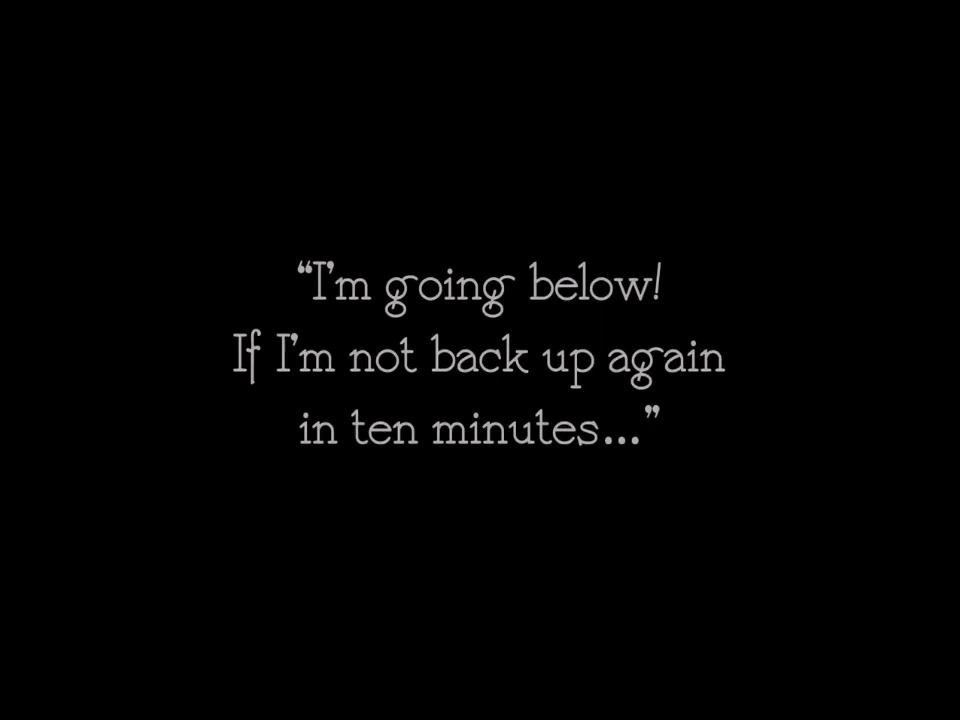 “I’m going below!
If I’m not back up again
in ten minutes...”